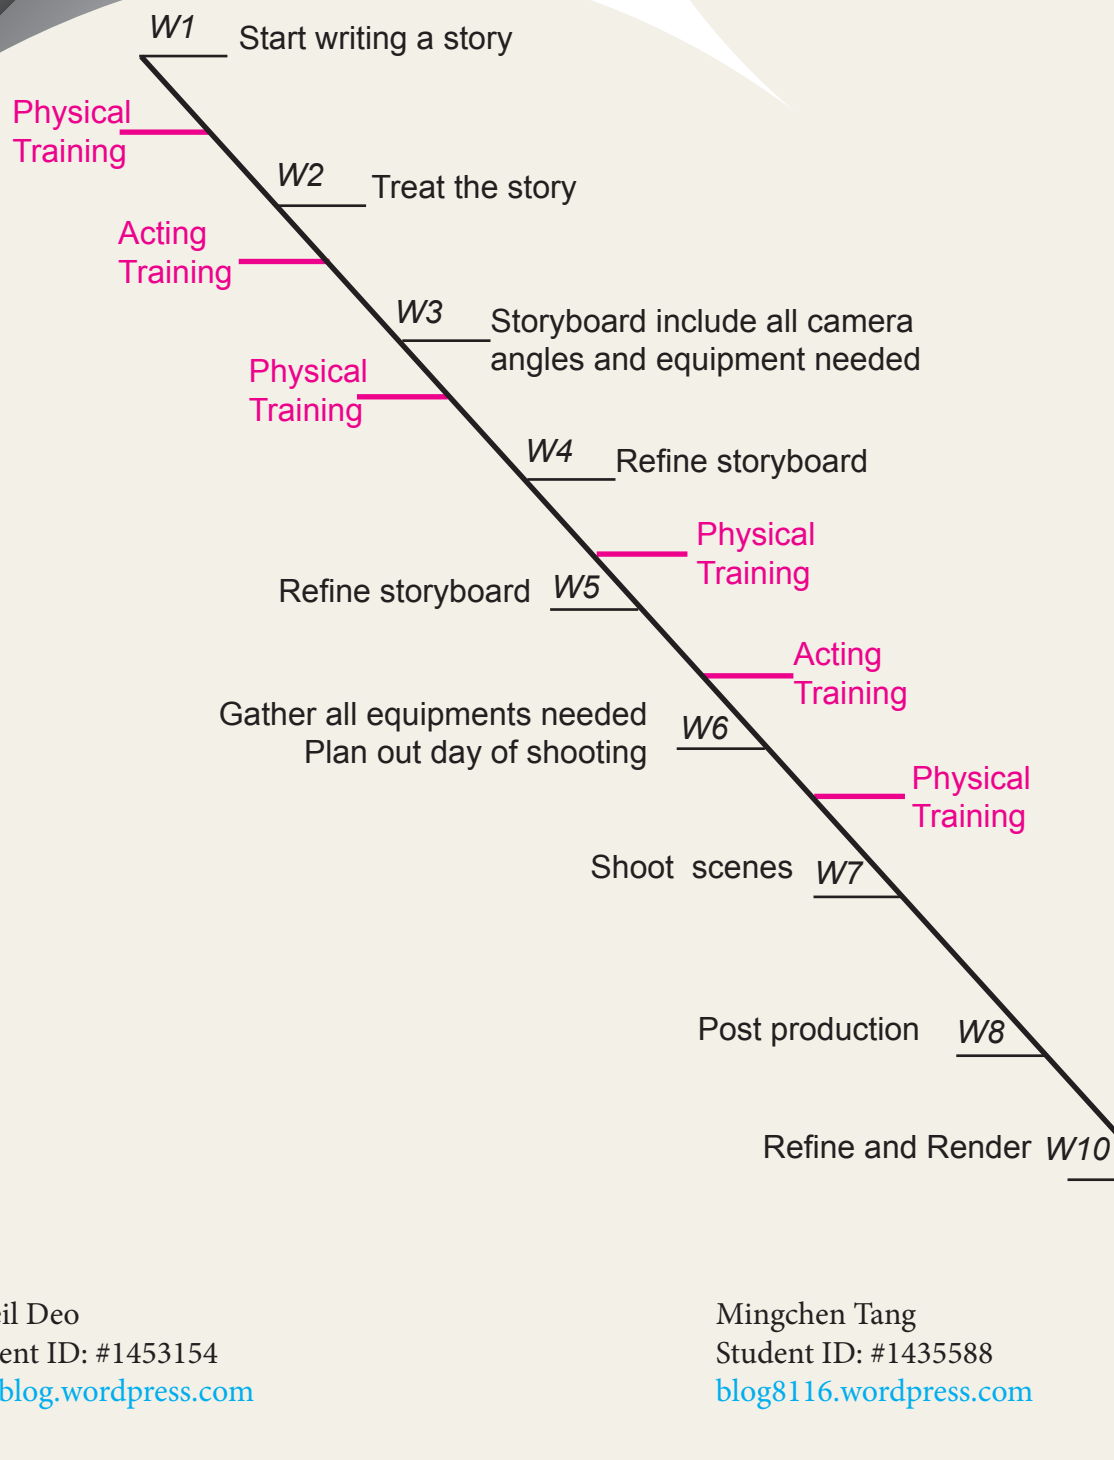 W1
Start writing a story
Physical
Training
W2
Treat the story
Acting
Training
W3
Storyboard include all camera
angles and equipment needed
Physical
Training
W4
Refine storyboard
Physical
Training
Refine storyboard
W5
Acting
Training
Gather all equipments needed
Plan out day of shooting
W6
Physical
Training
Shoot  scenes
W7
Post production
W8
Refine and Render
W10
Deo
ID: #1453154
blog.wordpress.com
Mingchen Tang
Student ID: #1435588
blog8116.wordpress.com